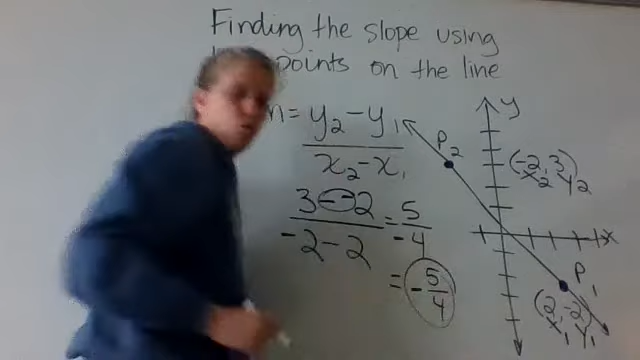 Finding the slope using
points on the line
m = y₂ - y₁ / x₂ - x₁
3 - -2 / -2 - 2 = 5 / -4
= - 5 / 4
y
P₂
(-2, 3)
x₂ y₂
x
P₁
(2, -2)
x₁ y₁